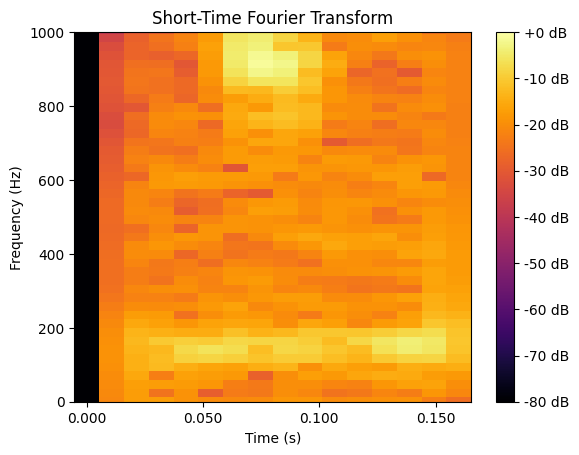 Short-Time Fourier Transform
Frequency (Hz)
1000
800
600
400
200
0
0.000
0.050
0.100
0.150
Time (s)
+0 dB
-10 dB
-20 dB
-30 dB
-40 dB
-50 dB
-60 dB
-70 dB
-80 dB